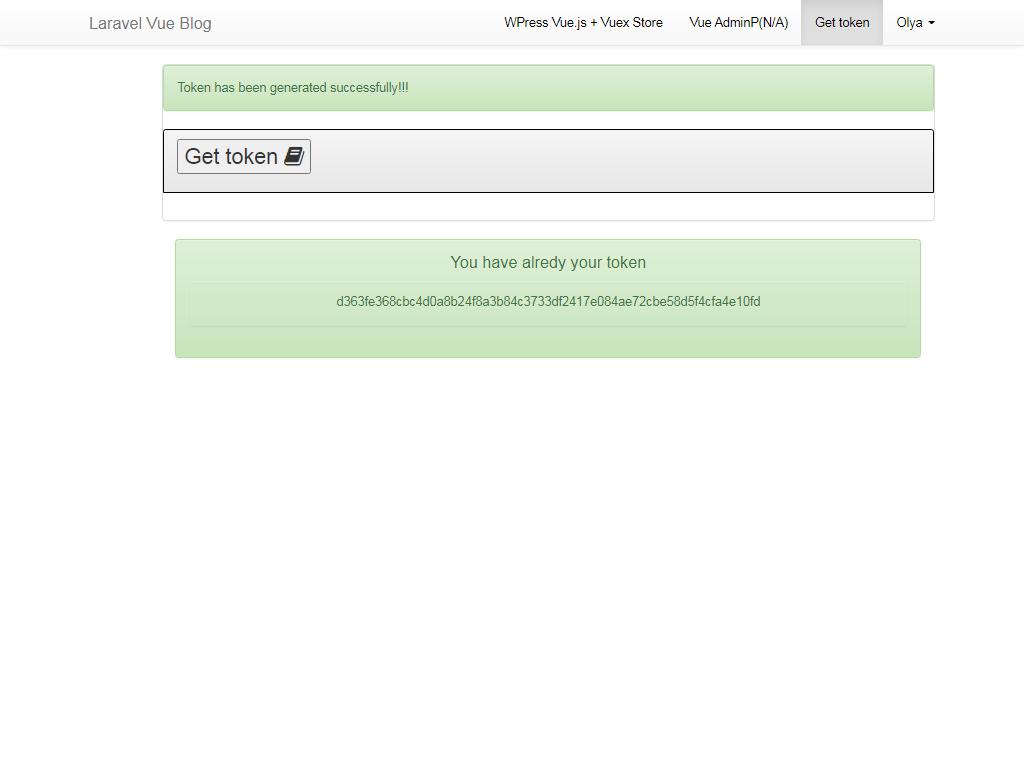 Laravel Vue Blog WPress Vue.js + Vuex Store Vue AdminP(N/A) Get token Olya
Token has been generated successfully!!!
Get token
You have alredy your token
d363fe368cbc4d0a8b24f8a3b84c3733df2417e084ae72cbe58d5f4cfa4e10fd